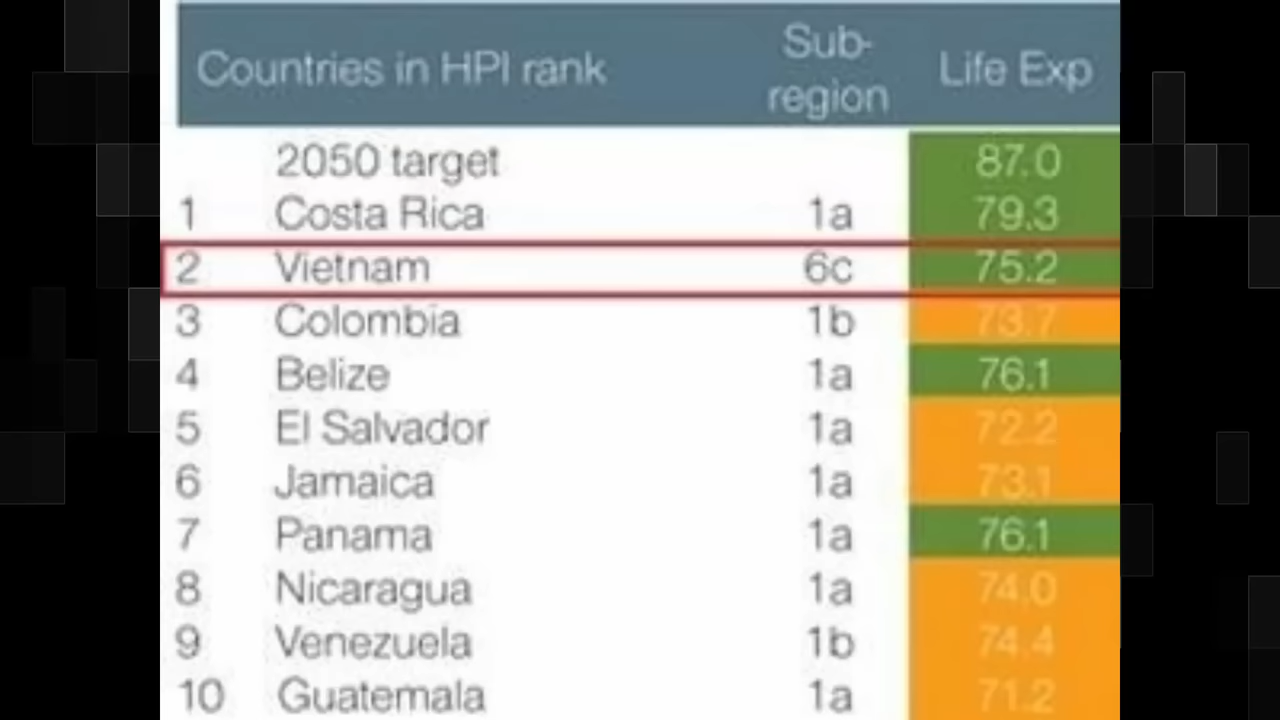 Countries in HPI rank Sub-region Life Exp
2050 target 87.0
1 Costa Rica 1a 79.3
2 Vietnam 6c 75.2
3 Colombia 1b 73.7
4 Belize 1a 76.1
5 El Salvador 1a 72.2
6 Jamaica 1a 73.1
7 Panama 1a 76.1
8 Nicaragua 1a 74.0
9 Venezuela 1b 74.4
10 Guatemala 1a 71.2